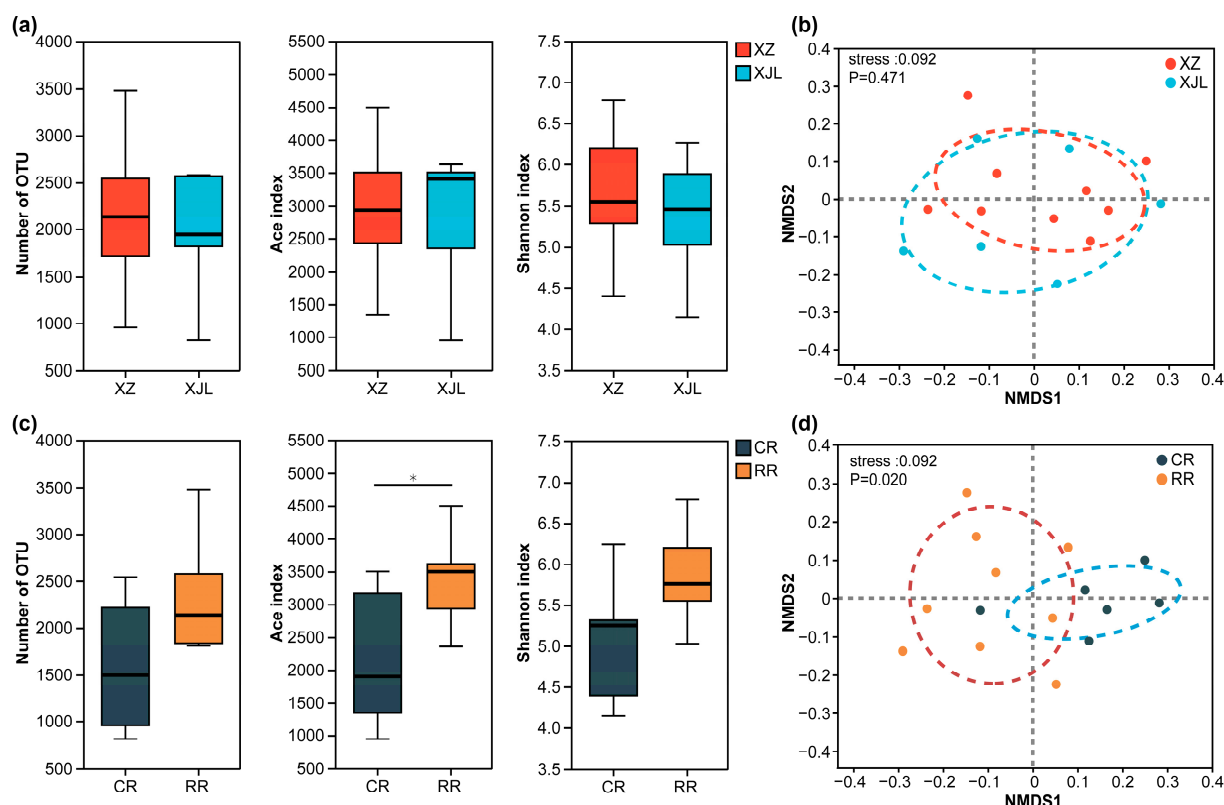 (a)
4000
3500
3000
2500
2000
1500
1000
500
Number of OTU
XZ
XJL
5500
5000
4500
4000
3500
3000
2500
2000
1500
1000
500
Ace index
XZ
XJL
7.5
7.0
6.5
6.0
5.5
5.0
4.5
4.0
3.5
Shannon index
XZ
XJL
XZ
XJL
(b)
stress :0.092
P=0.471
XZ
XJL
0.4
0.3
0.2
0.1
0
−0.1
−0.2
−0.3
−0.4
NMDS2
−0.4
−0.3
−0.2
−0.1
0
0.1
0.2
0.3
0.4
NMDS1
(c)
4000
3500
3000
2500
2000
1500
1000
500
Number of OTU
CR
RR
5500
5000
4500
4000
3500
3000
2500
2000
1500
1000
500
Ace index
*
CR
RR
7.5
7.0
6.5
6.0
5.5
5.0
4.5
4.0
3.5
Shannon index
CR
RR
CR
RR
(d)
stress :0.092
P=0.020
CR
RR
0.4
0.3
0.2
0.1
0
−0.1
−0.2
−0.3
−0.4
NMDS2
−0.4
−0.3
−0.2
−0.1
0
0.1
0.2
0.3
0.4
NMDS1